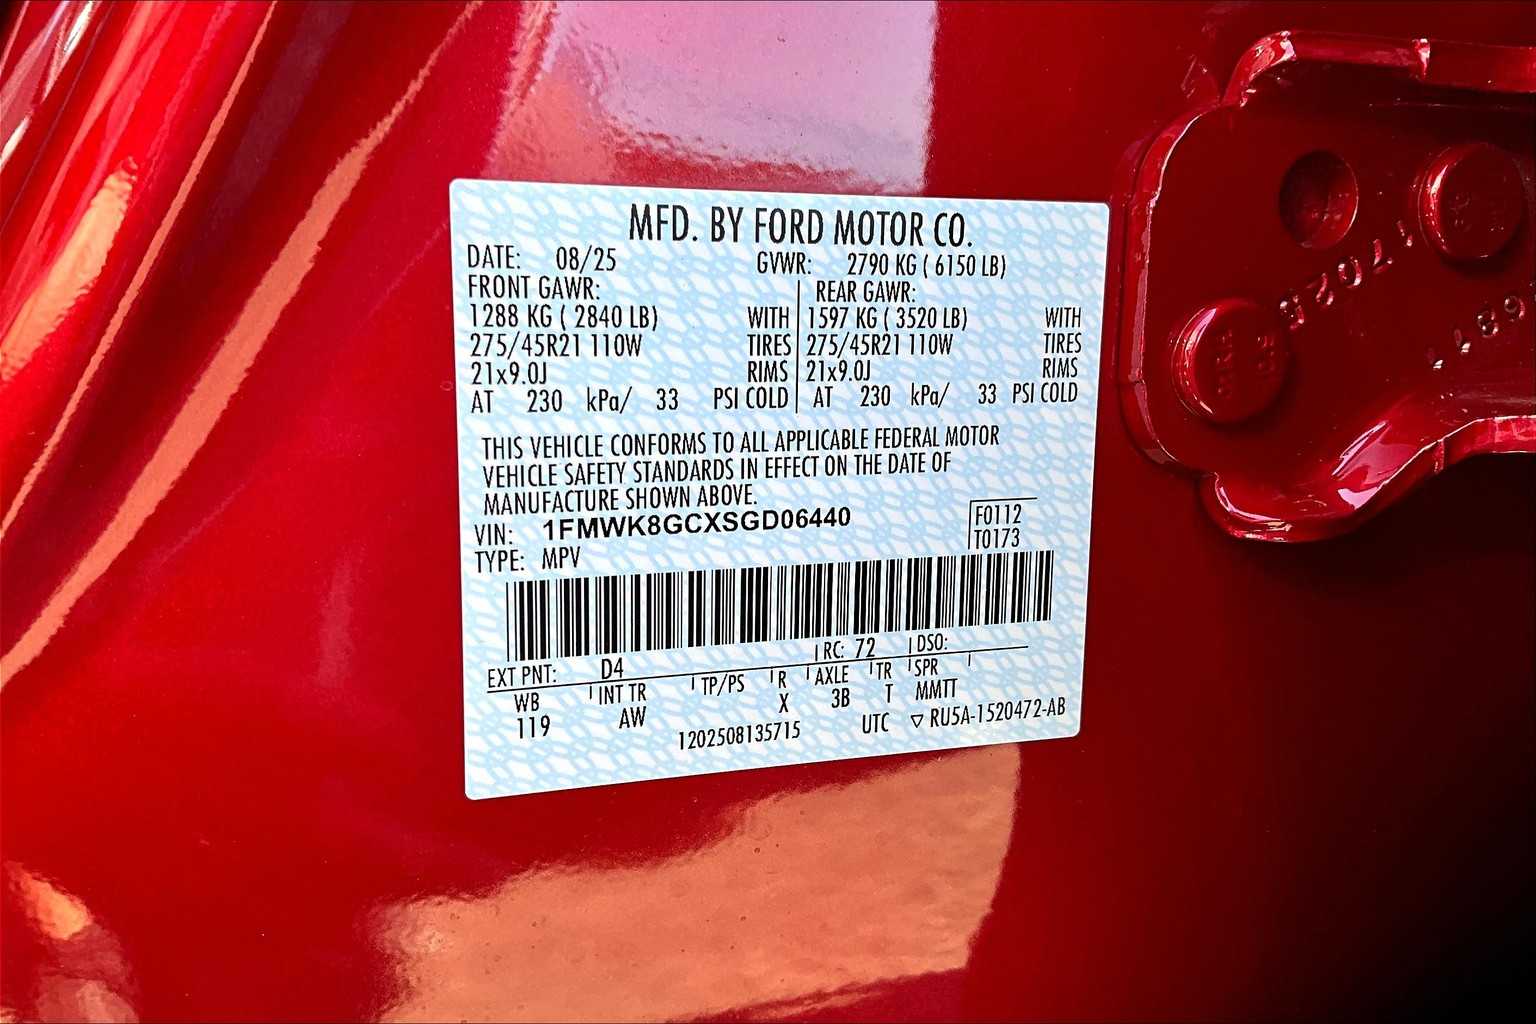 MFD. BY FORD MOTOR CO.
DATE: 08/25 GVWR: 2790 KG ( 6150 LB)
FRONT GAWR: REAR GAWR:
1288 KG ( 2840 LB) WITH 1597 KG ( 3520 LB) WITH
275/45R21 110W TIRES 275/45R21 110W TIRES
21x9.0J RIMS 21x9.0J RIMS
AT 230 kPa/ 33 PSI COLD AT 230 kPa/ 33 PSI COLD
THIS VEHICLE CONFORMS TO ALL APPLICABLE FEDERAL MOTOR
VEHICLE SAFETY STANDARDS IN EFFECT ON THE DATE OF
MANUFACTURE SHOWN ABOVE.
VIN: 1FMWK8GCXSGD06440 F0112
TYPE: MPV T0173
EXT PNT: D4 RC: 72 DSO:
WB INT TR TP/PS R AXLE TR SPR
119 AW X 3B T MMTT
1202508135715 UTC ▽ RU5A-1520472-AB